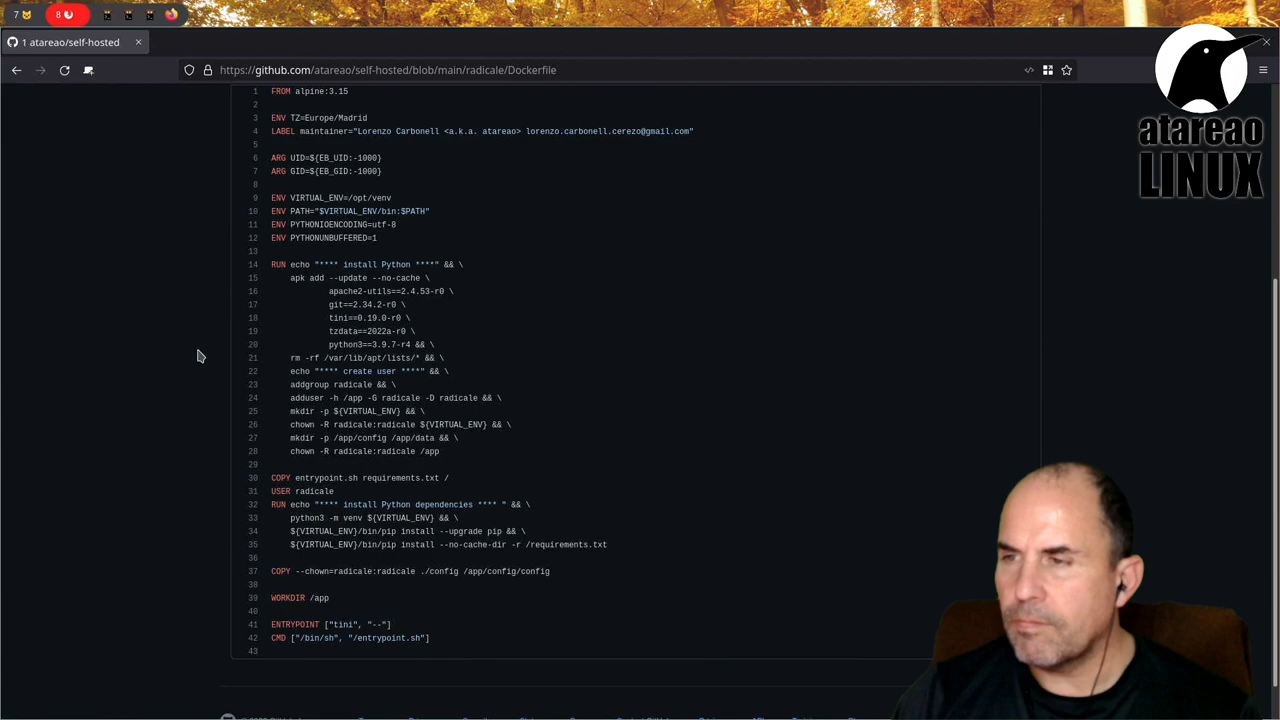 7
8
1 atareao/self-hosted
https://github.com/atareao/self-hosted/blob/main/radicale/Dockerfile
atareao
LINUX
1 FROM alpine:3.15
2
3 ENV TZ=Europe/Madrid
4 LABEL maintainer="Lorenzo Carbonell <a.k.a. atareao> lorenzo.carbonell.cerezo@gmail.com"
5
6 ARG UID=${EB_UID:-1000}
7 ARG GID=${EB_GID:-1000}
8
9 ENV VIRTUAL_ENV=/opt/venv
10 ENV PATH="$VIRTUAL_ENV/bin:$PATH"
11 ENV PYTHONIOENCODING=utf-8
12 ENV PYTHONUNBUFFERED=1
13
14 RUN echo "**** install Python ****" && \
15 apk add --update --no-cache \
16 apache2-utils==2.4.53-r0 \
17 git==2.34.2-r0 \
18 tini==0.19.0-r0 \
19 tzdata==2022a-r0 \
20 python3==3.9.7-r4 && \
21 rm -rf /var/lib/apt/lists/* && \
22 echo "**** create user ****" && \
23 addgroup radicale && \
24 adduser -h /app -G radicale -D radicale && \
25 mkdir -p ${VIRTUAL_ENV} && \
26 chown -R radicale:radicale ${VIRTUAL_ENV} && \
27 mkdir -p /app/config /app/data && \
28 chown -R radicale:radicale /app
29
30 COPY entrypoint.sh requirements.txt /
31 USER radicale
32 RUN echo "**** install Python dependencies **** " && \
33 python3 -m venv ${VIRTUAL_ENV} && \
34 ${VIRTUAL_ENV}/bin/pip install --upgrade pip && \
35 ${VIRTUAL_ENV}/bin/pip install --no-cache-dir -r /requirements.txt
36
37 COPY --chown=radicale:radicale ./config /app/config/config
38
39 WORKDIR /app
40
41 ENTRYPOINT ["tini", "--"]
42 CMD ["/bin/sh", "/entrypoint.sh"]
43